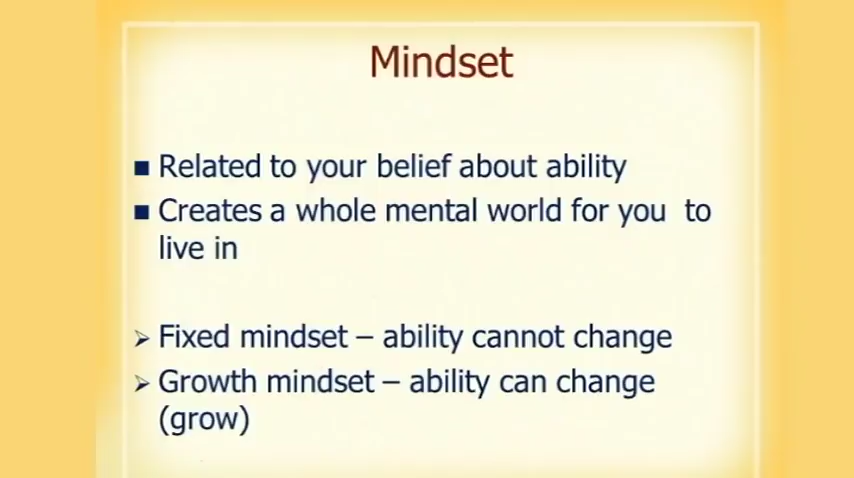 Mindset
■ Related to your belief about ability
■ Creates a whole mental world for you to
live in
➢ Fixed mindset – ability cannot change
➢ Growth mindset – ability can change
(grow)